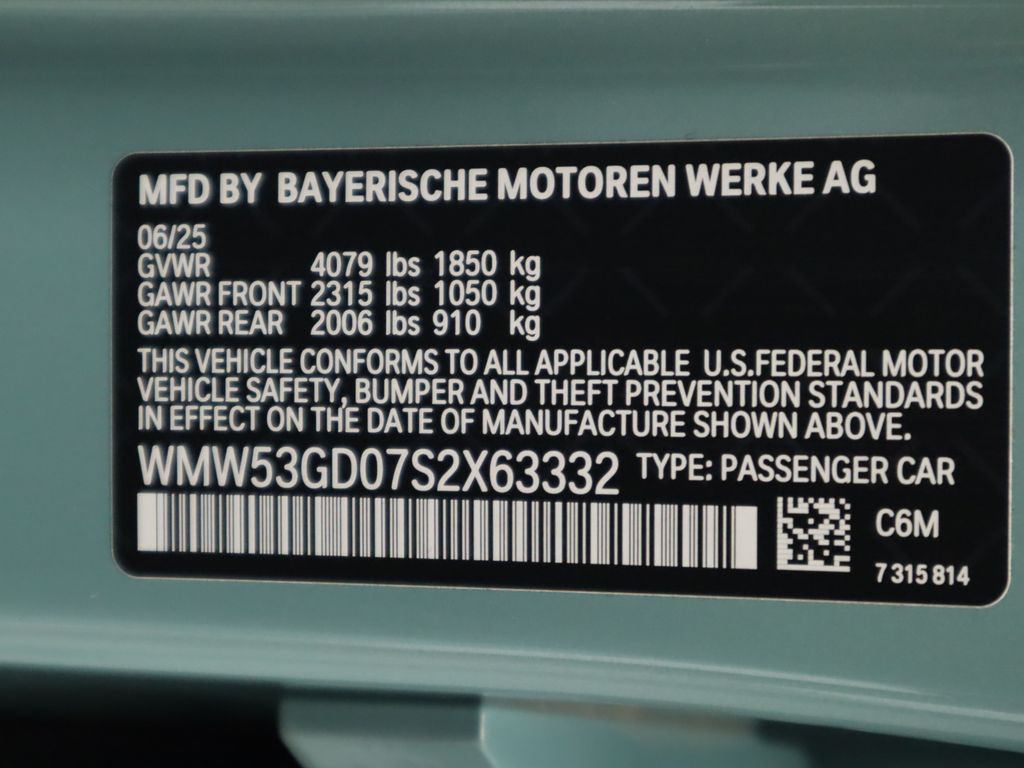 MFD BY BAYERISCHE MOTOREN WERKE AG
06/25
GVWR 4079 lbs 1850 kg
GAWR FRONT 2315 lbs 1050 kg
GAWR REAR 2006 lbs 910 kg
THIS VEHICLE CONFORMS TO ALL APPLICABLE U.S.FEDERAL MOTOR
VEHICLE SAFETY, BUMPER AND THEFT PREVENTION STANDARDS
IN EFFECT ON THE DATE OF MANUFACTURE SHOWN ABOVE.
WMW53GD07S2X63332 TYPE: PASSENGER CAR
C6M
7 315 814